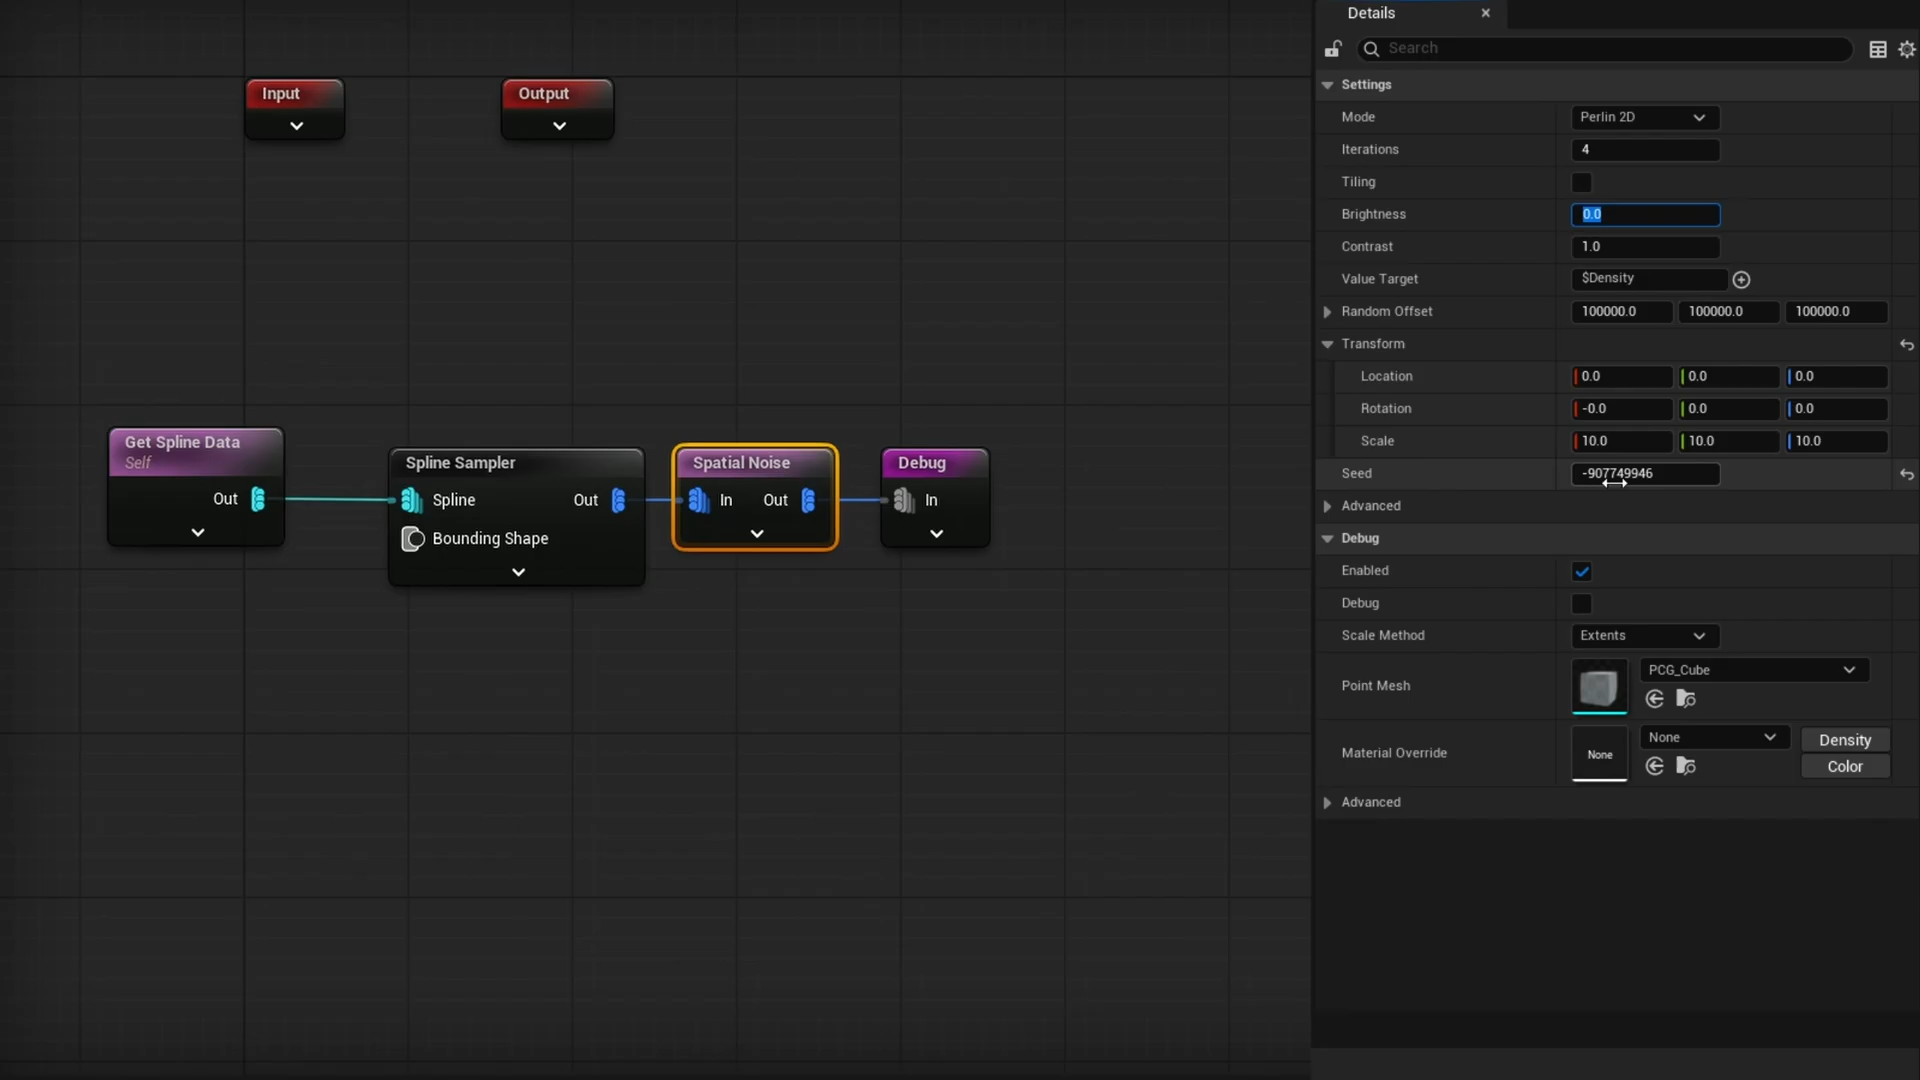 Input
Output
Get Spline Data
Self
Out
Spline Sampler
Spline
Out
Bounding Shape
Spatial Noise
In
Out
Debug
In
Details
Search
Settings
Mode
Perlin 2D
Iterations
4
Tiling
Brightness
0.0
Contrast
1.0
Value Target
$Density
Random Offset
100000.0
100000.0
100000.0
Transform
Location
0.0
0.0
0.0
Rotation
-0.0
0.0
0.0
Scale
10.0
10.0
10.0
Seed
-907749946
Advanced
Debug
Enabled
Debug
Scale Method
Extents
Point Mesh
PCG_Cube
Material Override
None
None
Density
Color
Advanced